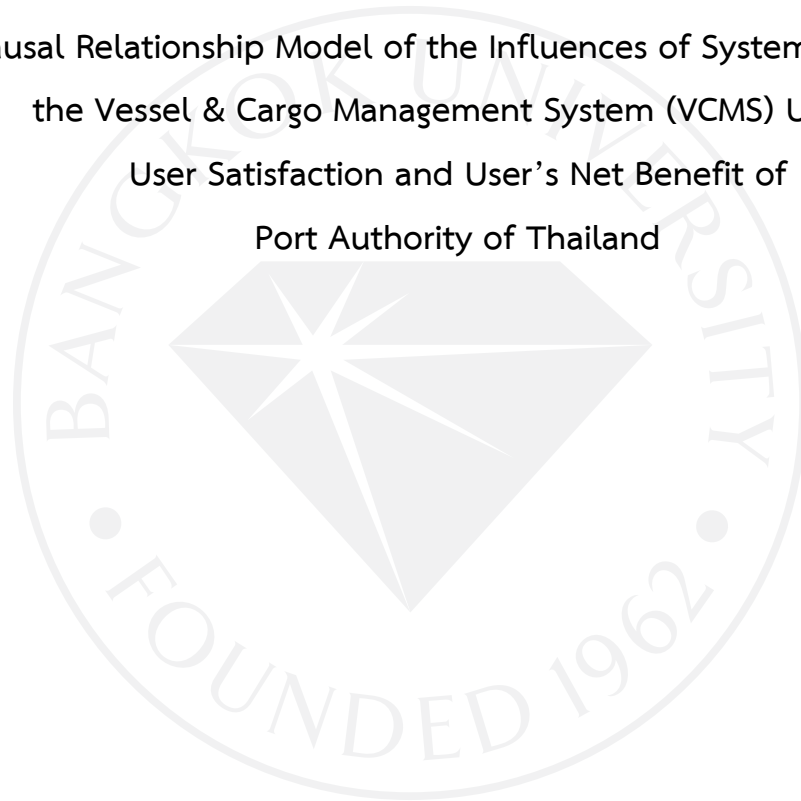 usal Relationship Model of the Influences of System
the Vessel & Cargo Management System (VCMS) U
User Satisfaction and User’s Net Benefit of
Port Authority of Thailand
BANGKOK UNIVERSITY
• FOUNDED 1962 •